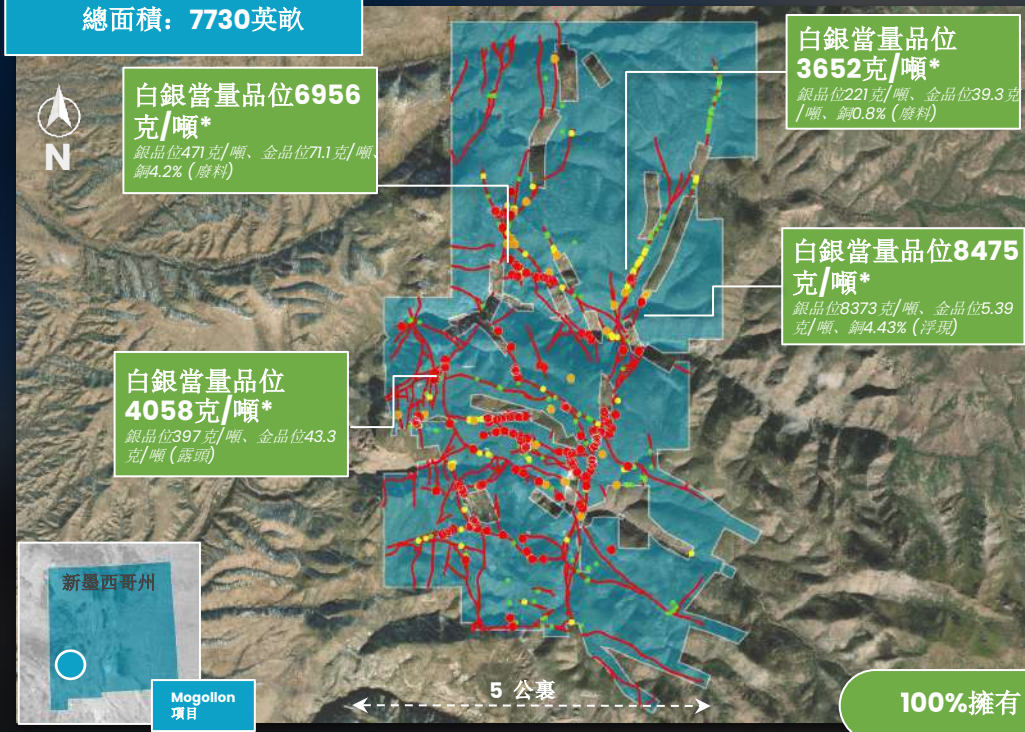 總面積：7730英畝
白銀當量品位6956
克/噸*
銀品位471克/噸、金品位71.1克/噸、
銅4.2% (廢料)
N
白銀當量品位
3652克/噸*
銀品位221克/噸、金品位39.3克
/噸、銅0.8% (廢料)
白銀當量品位8475
克/噸*
銀品位8373克/噸、金品位5.39
克/噸、銅4.43% (浮現)
白銀當量品位
4058克/噸*
銀品位397克/噸、金品位43.3
克/噸 (露頭)
新墨西哥州
Mogollon
項目
5 公裏
100%擁有